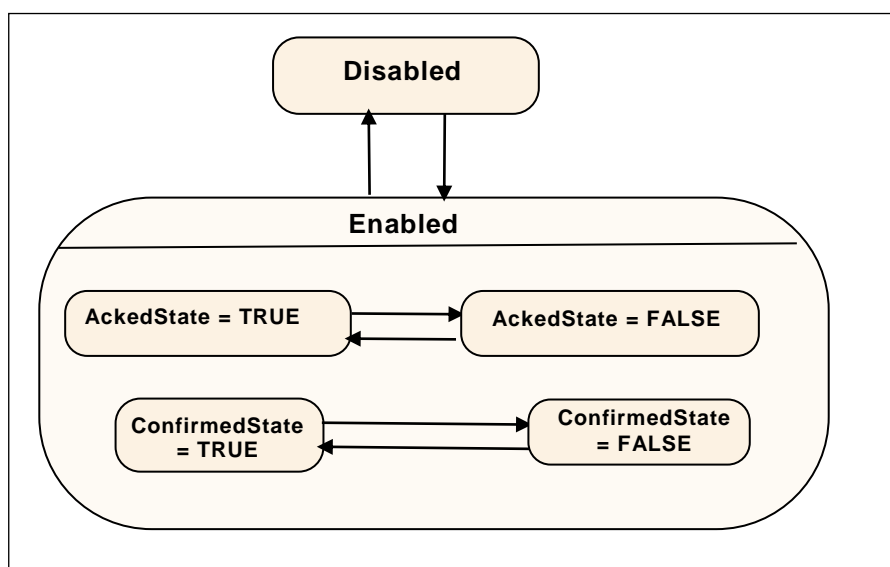 Disabled
Enabled
AckedState = TRUE
AckedState = FALSE
ConfirmedState
= TRUE
ConfirmedState
= FALSE